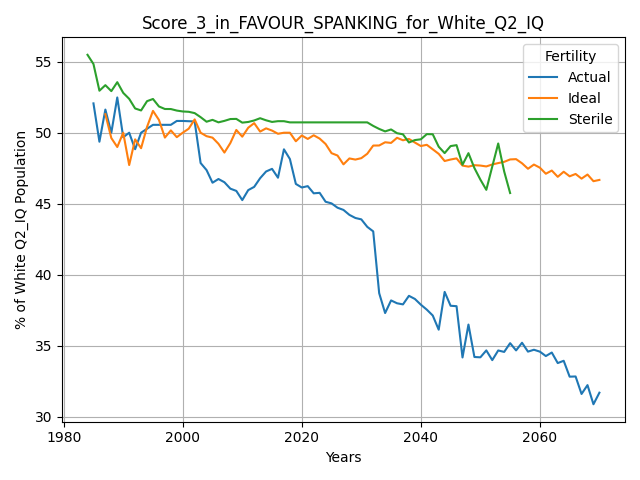 Score_3_in_FAVOUR_SPANKING_for_White_Q2_IQ
% of White Q2_IQ Population
55
50
45
40
35
30
Fertility
Actual
Ideal
Sterile
1980 2000 2020 2040 2060
Years